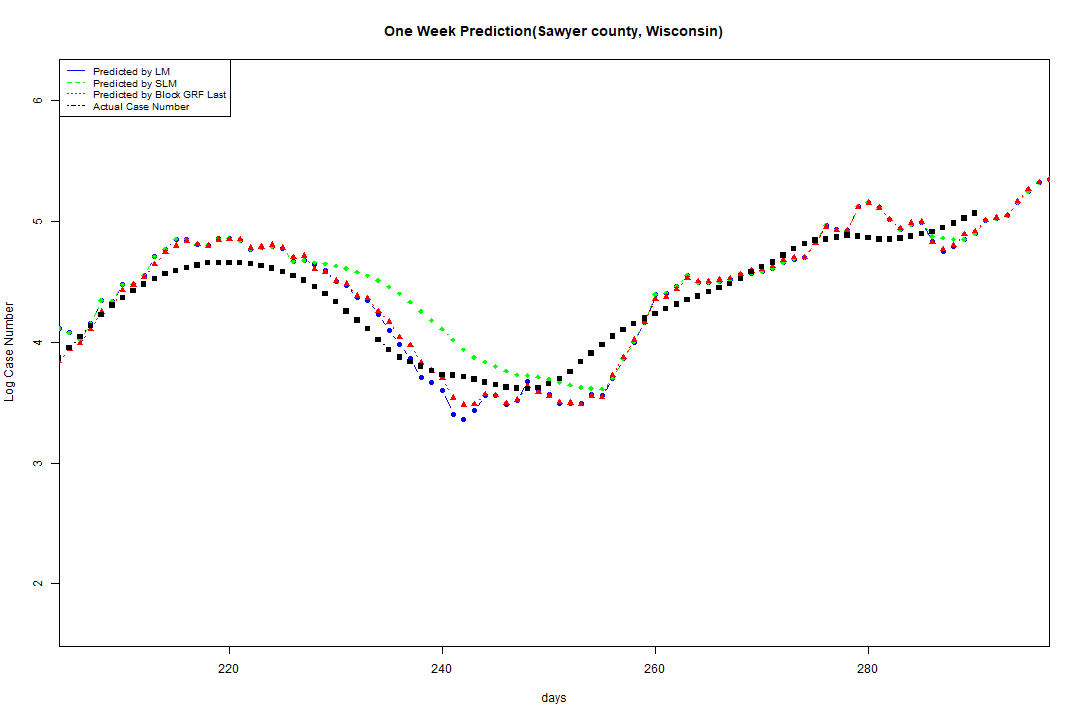 One Week Prediction(Sawyer county, Wisconsin)
Predicted by LM
Predicted by SLM
Predicted by Block GRF Last
Actual Case Number
6
5
4
3
2
Log Case Number
220 240 260 280
days